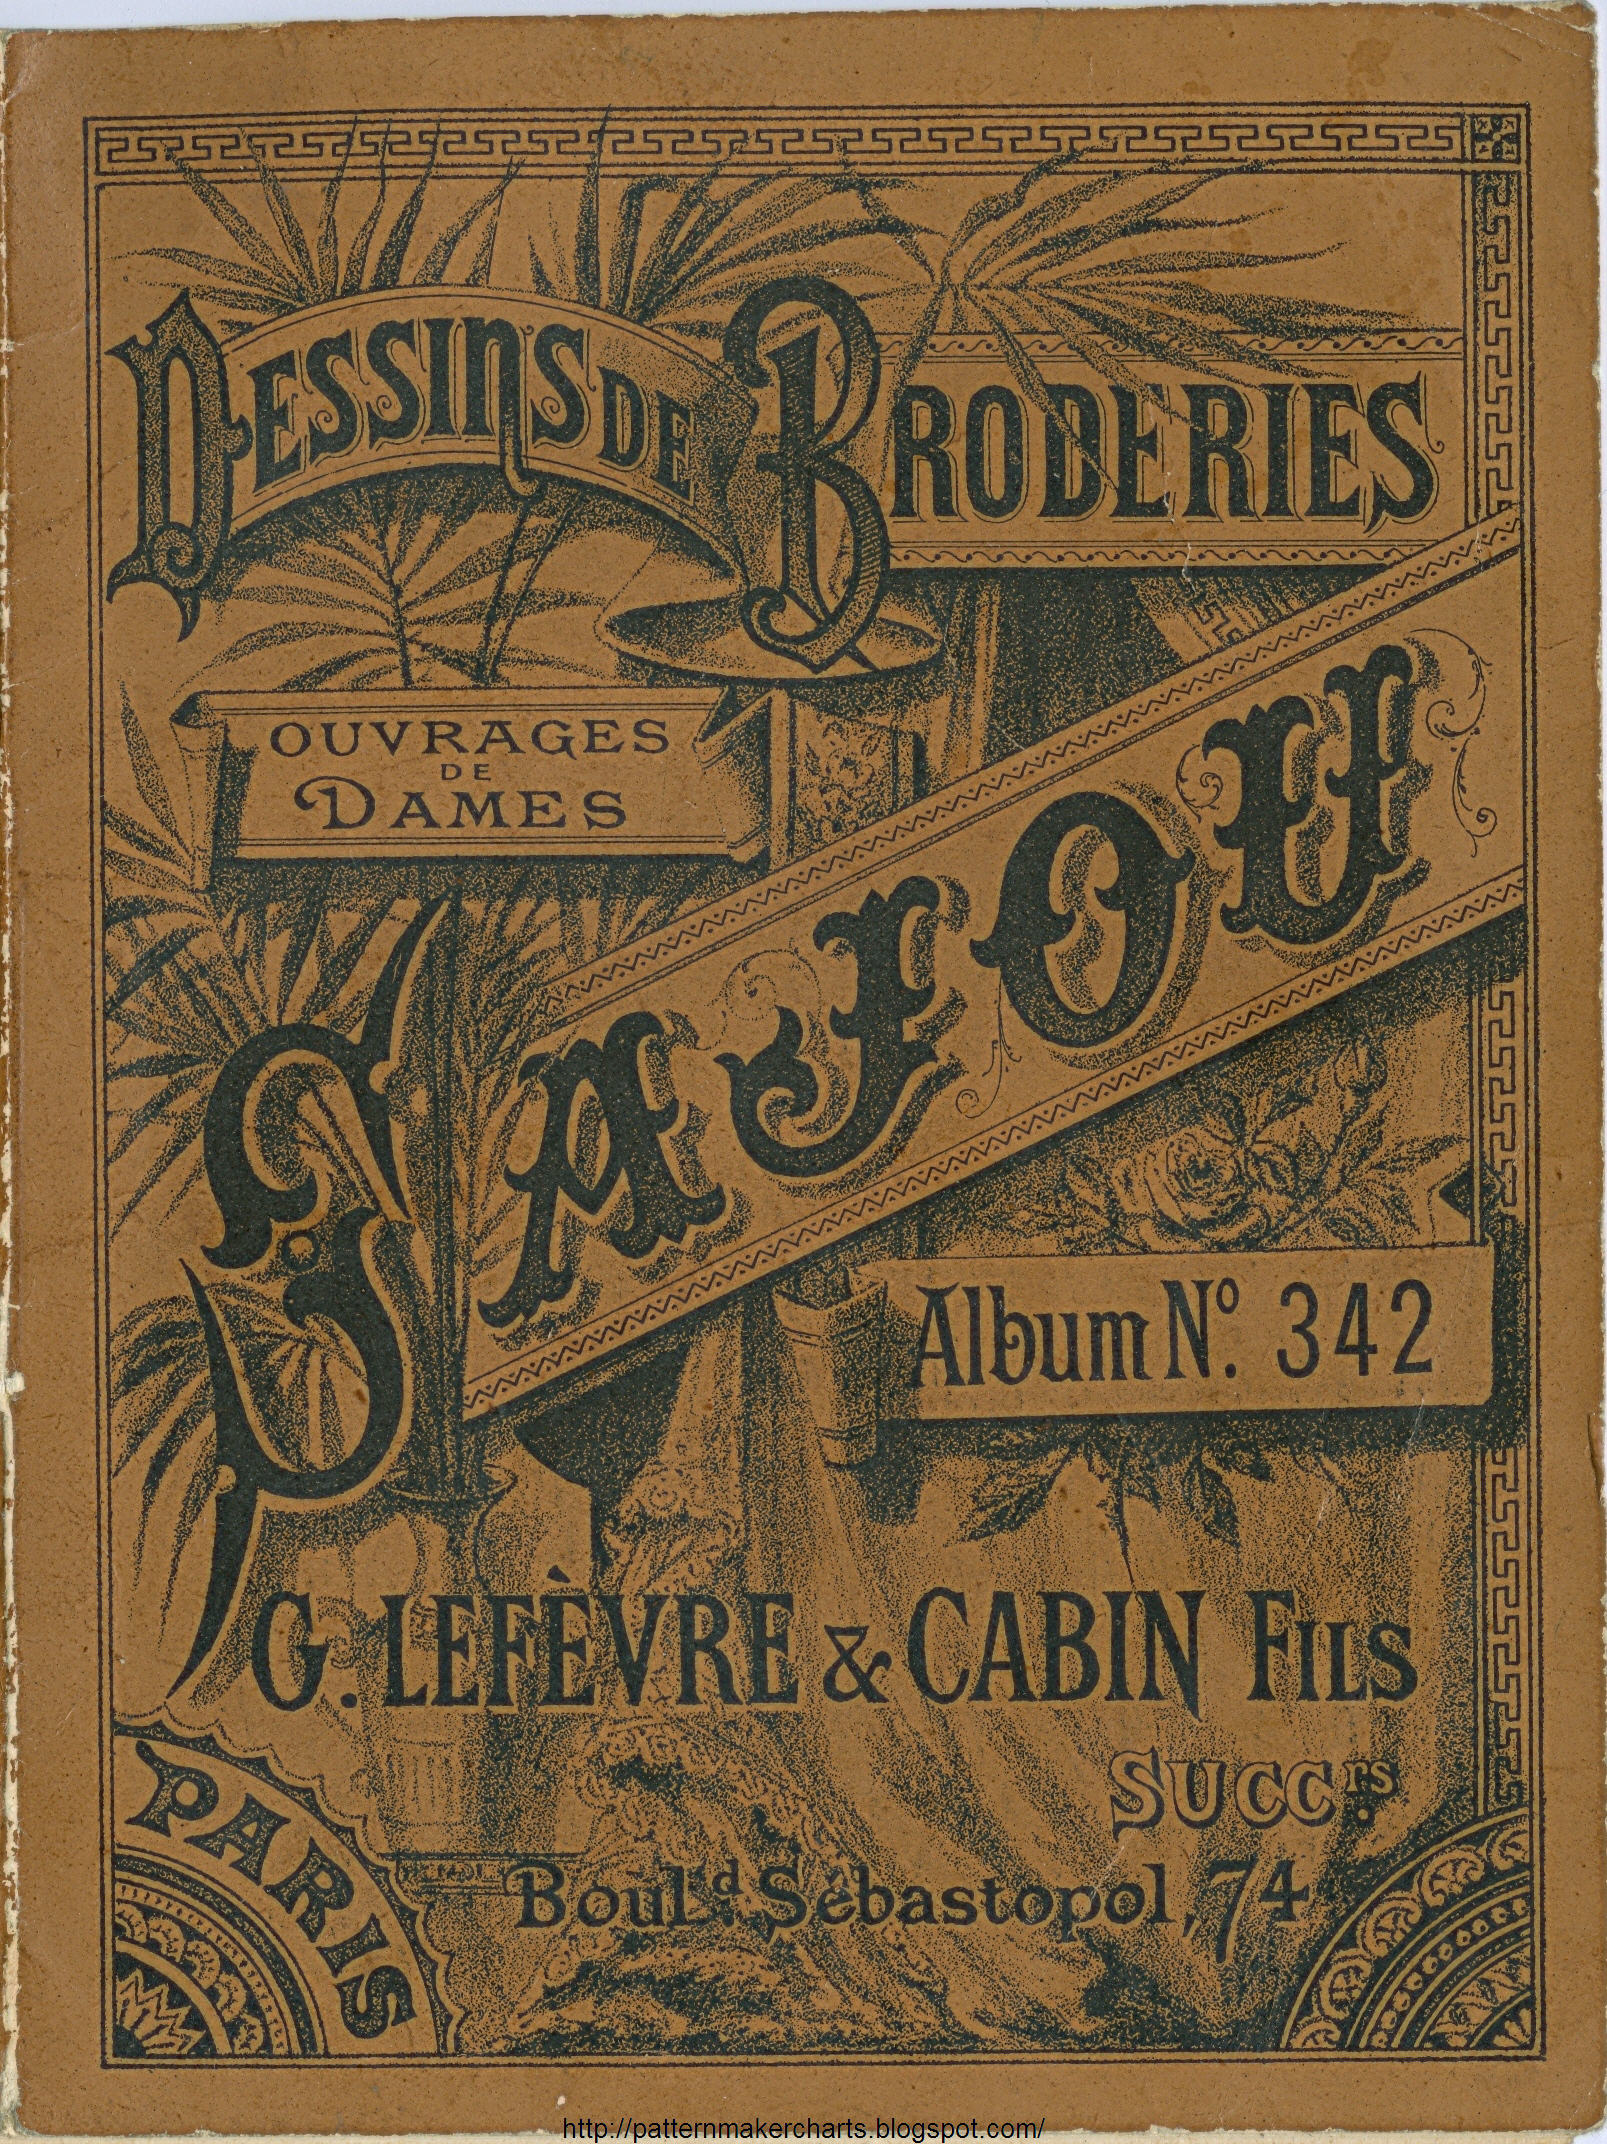 DESSINS DE BRODERIES
OUVRAGES
DE
DAMES
SAJOU
Album Nº. 342
G. LEFÈVRE & CABIN FILS
SUCCrs
Boul.d Sébastopol, 74
PARIS
http://patternmakercharts.blogspot.com/